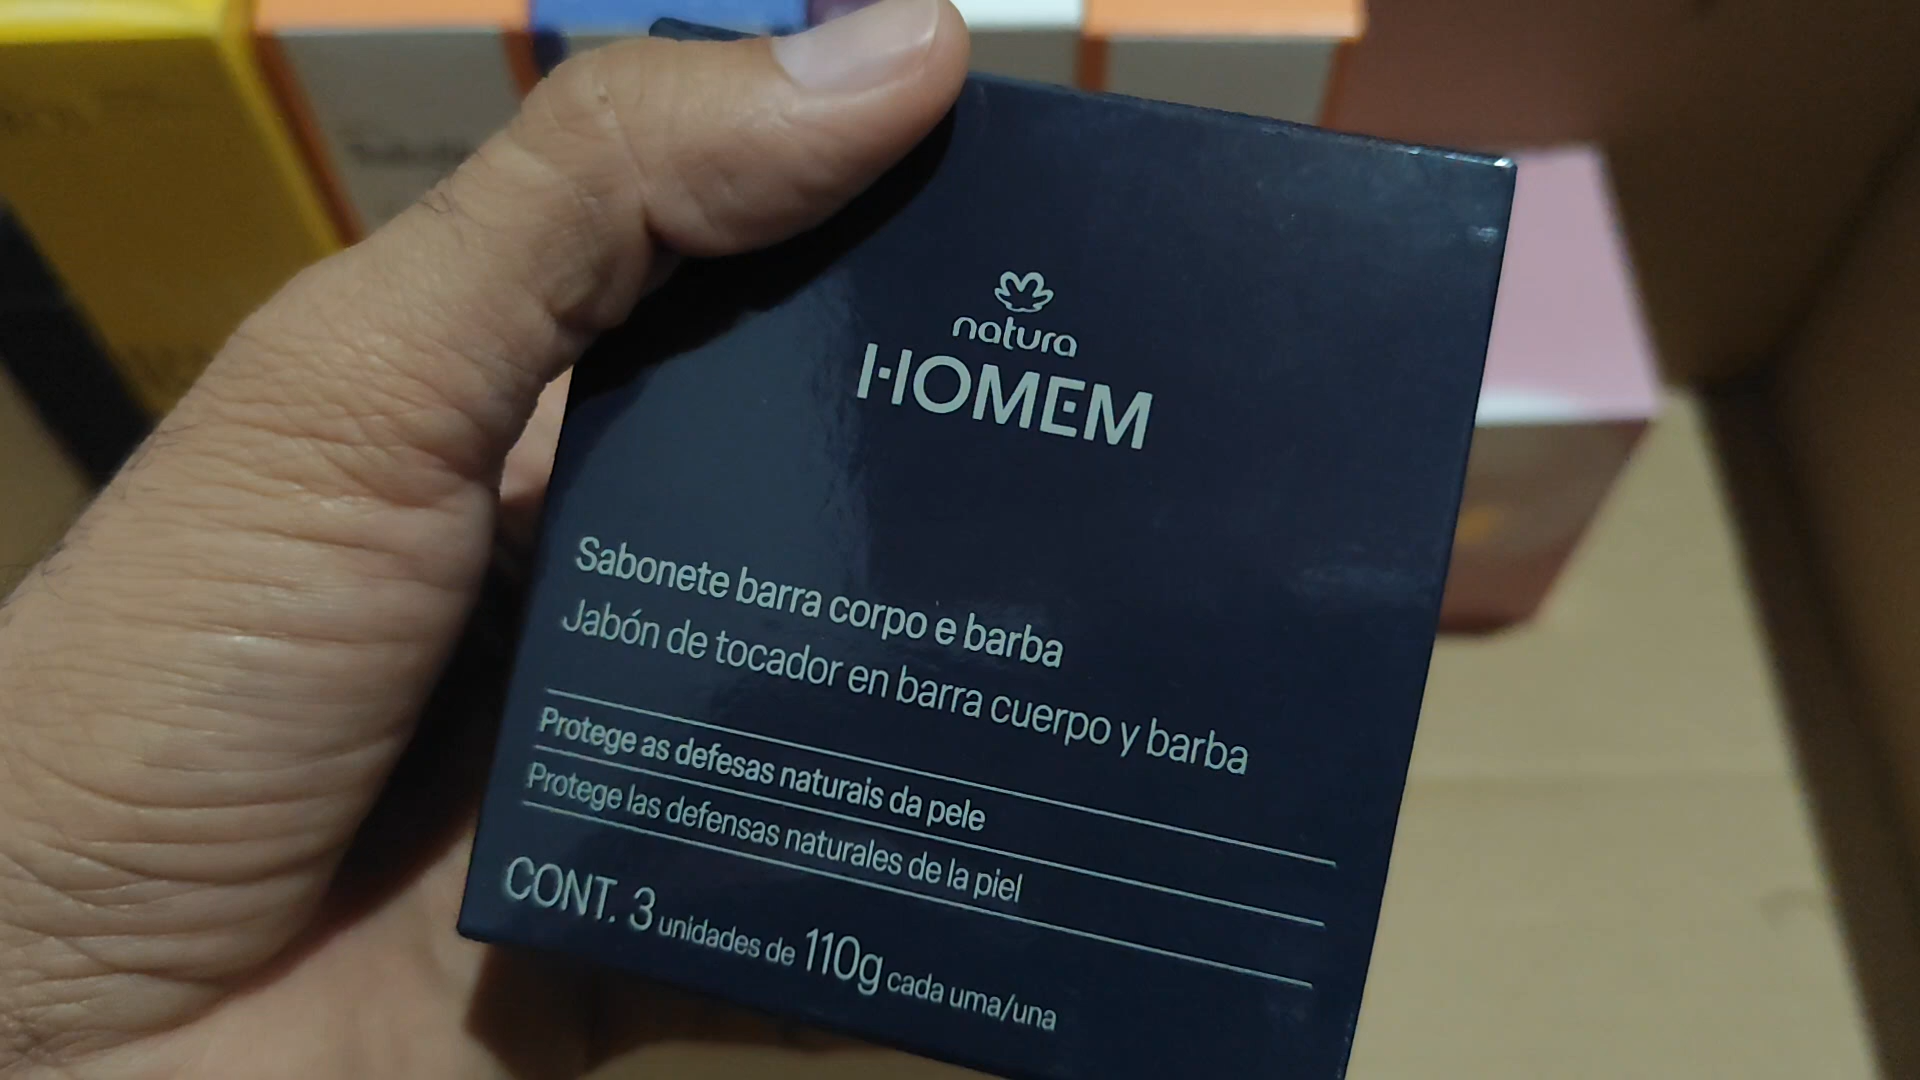 natura
HOMEM
Sabonete barra corpo e barba
Jabón de tocador en barra cuerpo y barba
Protege as defesas naturais da pele
Protege las defensas naturales de la piel
CONT. 3 unidades de 110g cada uma/una